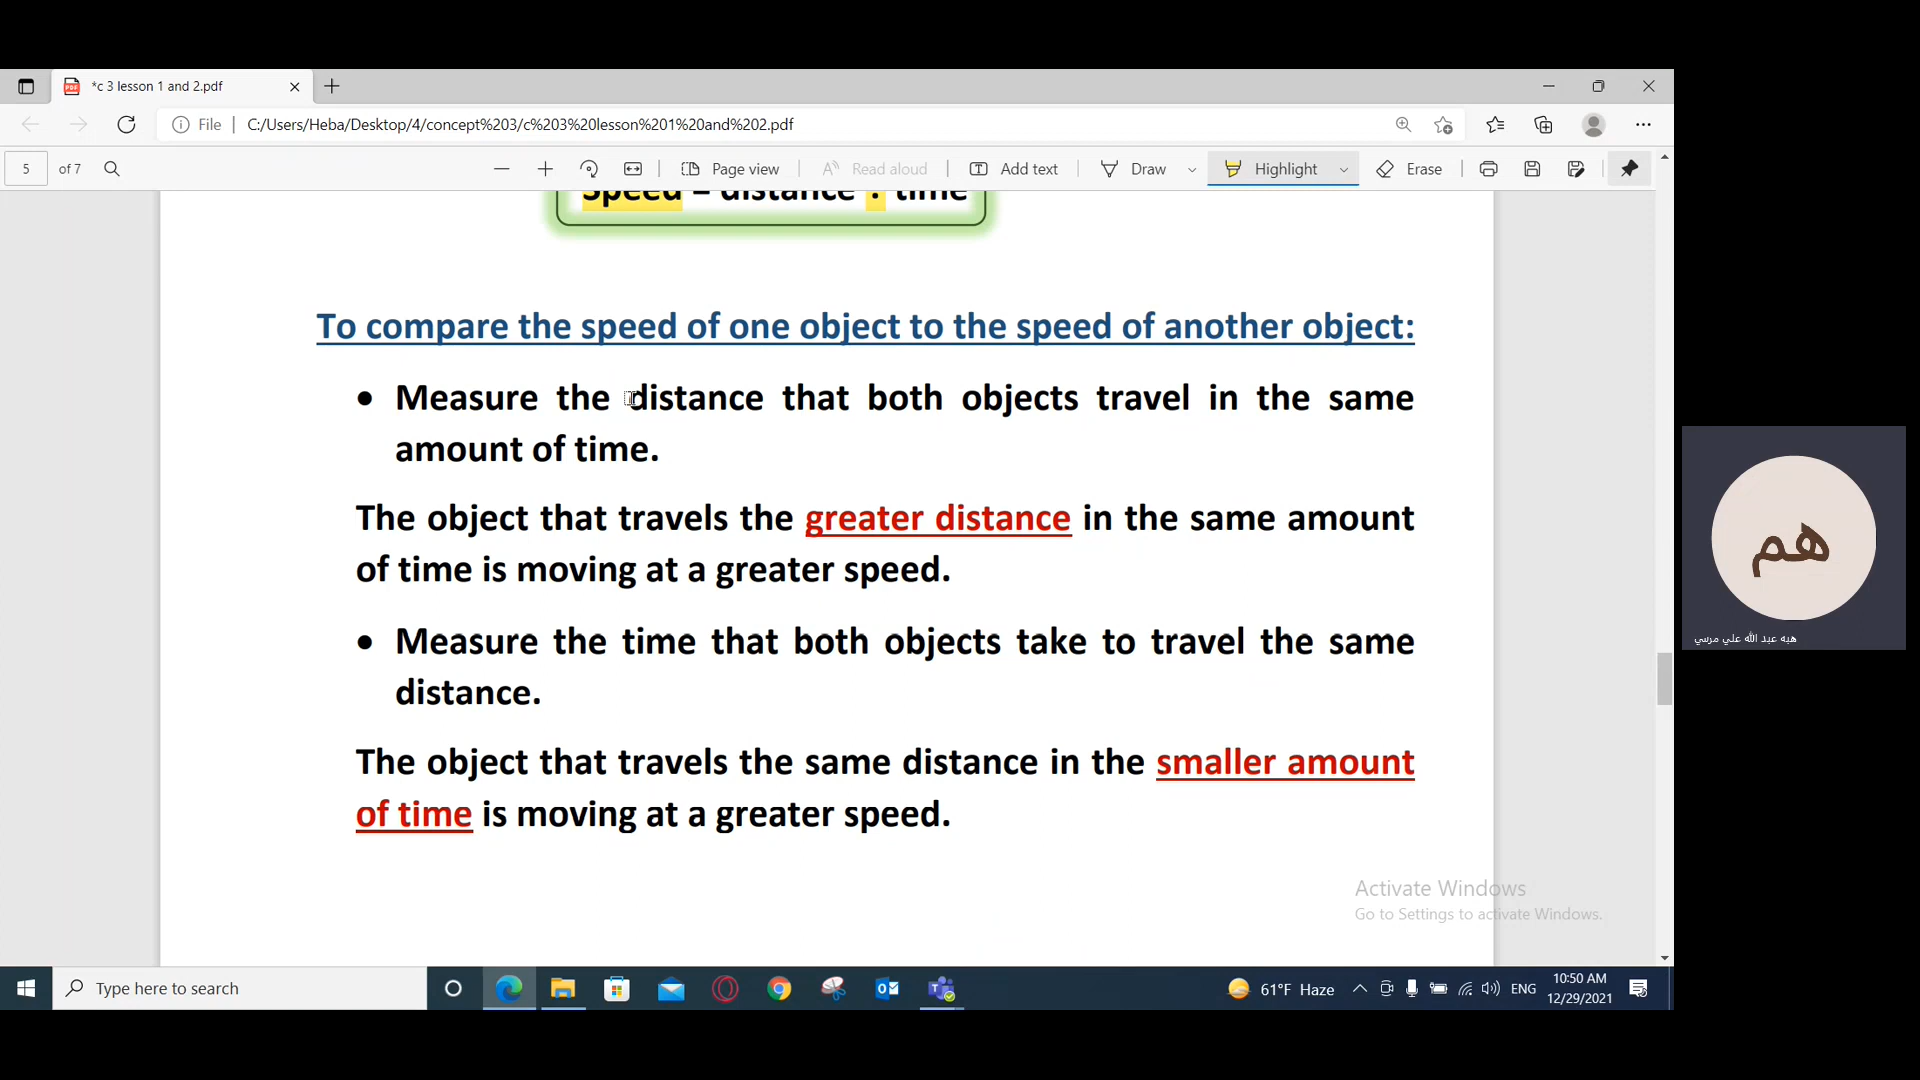 *c 3 lesson 1 and 2.pdf
File
C:/Users/Heba/Desktop/4/concept%203/c%203%20lesson%201%20and%202.pdf
5 of 7
Page view
Read aloud
Add text
Draw
Highlight
Erase
Speed = distance ÷ time
To compare the speed of one object to the speed of another object:
• Measure the distance that both objects travel in the same
amount of time.
The object that travels the greater distance in the same amount
of time is moving at a greater speed.
• Measure the time that both objects take to travel the same
distance.
The object that travels the same distance in the smaller amount
of time is moving at a greater speed.
هم
هبه عبد الله علي مرسي
Activate Windows
Go to Settings to activate Windows.
Type here to search
61°F Haze
ENG
10:50 AM
12/29/2021